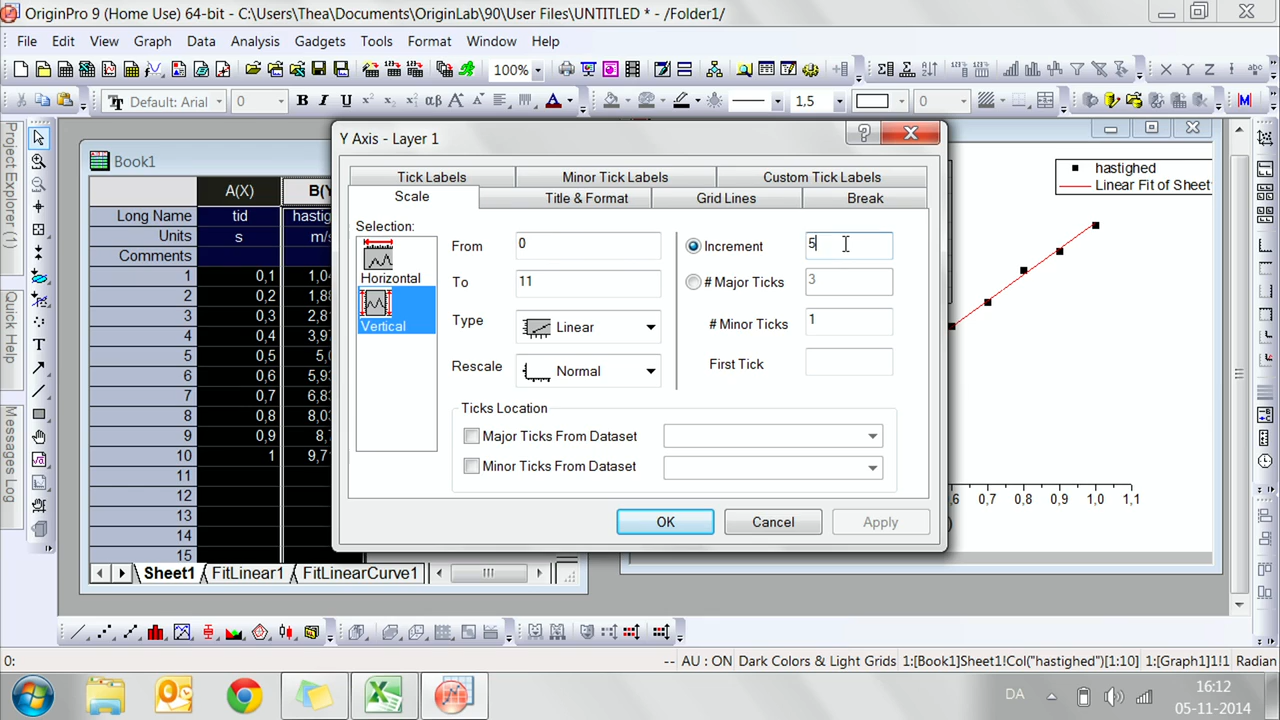 OriginPro 9 (Home Use) 64-bit - C:\Users\Thea\Documents\OriginLab\90\User Files\UNTITLED * - /Folder1/
File Edit View Graph Data Analysis Gadgets Tools Format Window Help
100%
Default: Arial 0 B I U αβ A A A 1,5 0 M
Project Explorer (1)
Quick Help
Messages Log
Book1
A(X) B(Y
Long Name tid hastig
Units s m/s
Comments
1 0,1 1,0
2 0,2 1,8
3 0,3 2,8
4 0,4 3,9
5 0,5 5,0
6 0,6 5,9
7 0,7 6,8
8 0,8 8,0
9 0,9 8,7
10 1 9,7
11
12
13
14
15
Sheet1 FitLinear1 FitLinearCurve1
Y Axis - Layer 1
Tick Labels Minor Tick Labels Custom Tick Labels
Scale Title & Format Grid Lines Break
Selection:
Horizontal
Vertical
From 0
To 11
Type Linear
Rescale Normal
Increment 5
# Major Ticks 3
# Minor Ticks 1
First Tick
Ticks Location
Major Ticks From Dataset
Minor Ticks From Dataset
OK Cancel Apply
hastighed
Linear Fit of Sheet
0,7 0,8 0,9 1,0 1,1
0: -- AU : ON Dark Colors & Light Grids 1:[Book1]Sheet1!Col("hastighed")[1:10] 1:[Graph1]1!1 Radian
DA
16:12
05-11-2014